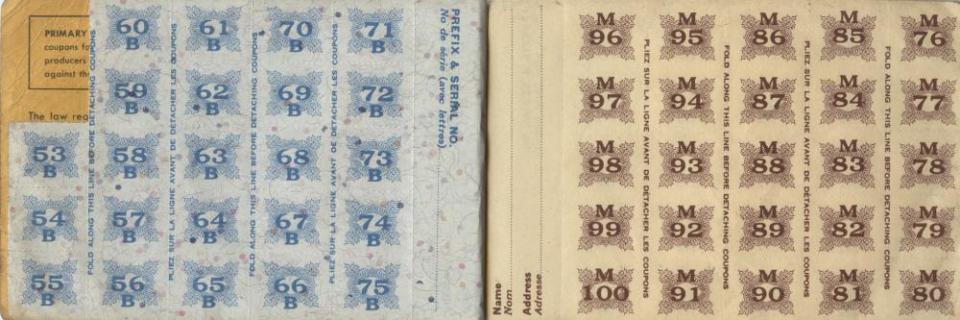 PRIMARY
coupons fo
producers
against the
The law rea
60 B 61 B 70 B 71 B
59 B 62 B 69 B 72 B
53 B 58 B 63 B 68 B 73 B
54 B 57 B 64 B 67 B 74 B
55 B 56 B 65 B 66 B 75 B
FOLD ALONG THIS LINE BEFORE DETACHING COUPONS
PLIEZ SUR LA LIGNE AVANT DE DÉTACHER LES COUPONS
FOLD ALONG THIS LINE BEFORE DETACHING COUPONS
PLIEZ SUR LA LIGNE AVANT DE DÉTACHER LES COUPONS
PREFIX & SERIAL NO.
No de série (avec lettres)
Name
Nom
Address
Adresse
M 96 M 95 M 86 M 85 M 76
M 97 M 94 M 87 M 84 M 77
M 98 M 93 M 88 M 83 M 78
M 99 M 92 M 89 M 82 M 79
M 100 M 91 M 90 M 81 M 80
PLIEZ SUR LA LIGNE AVANT DE DÉTACHER LES COUPONS
FOLD ALONG THIS LINE BEFORE DETACHING COUPONS
PLIEZ SUR LA LIGNE AVANT DE DÉTACHER LES COUPONS
FOLD ALONG THIS LINE BEFORE DETACHING COUPONS